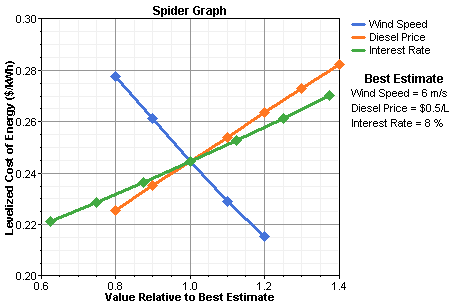 Spider Graph
Levelized Cost of Energy ($/kWh)
0.30
0.28
0.26
0.24
0.22
0.20
0.6
0.8
1.0
1.2
1.4
Value Relative to Best Estimate
Wind Speed
Diesel Price
Interest Rate
Best Estimate
Wind Speed = 6 m/s
Diesel Price = $0.5/L
Interest Rate = 8 %